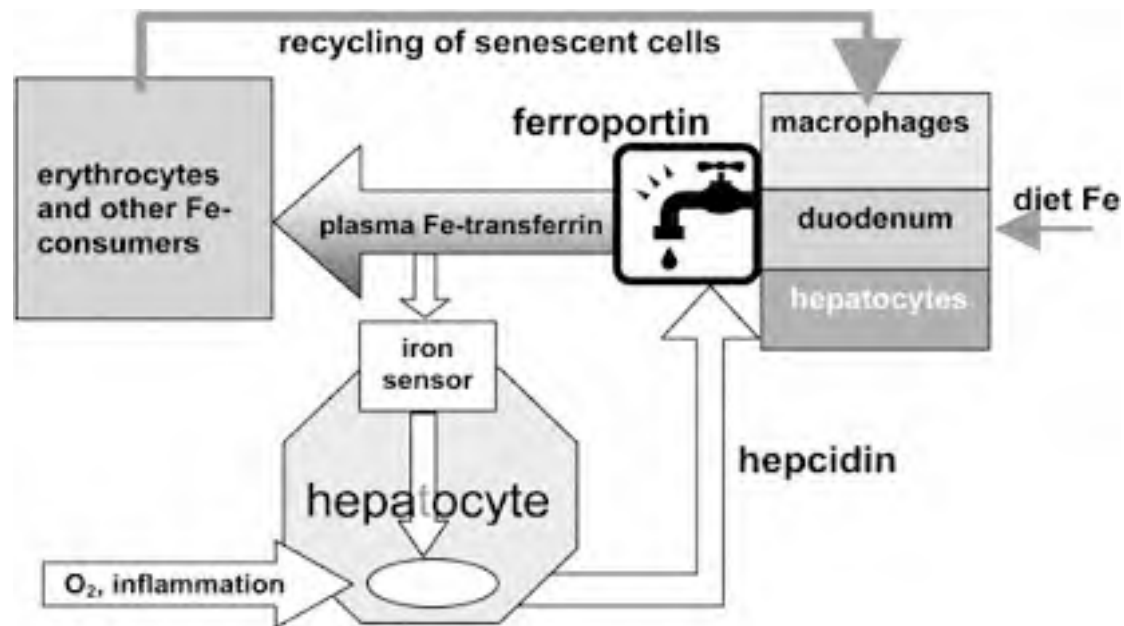 recycling of senescent cells
ferroportin
macrophages
erythrocytes
and other Fe-
consumers
plasma Fe-transferrin
duodenum
diet Fe
hepatocytes
iron
sensor
hepcidin
hepatocyte
O₂, inflammation